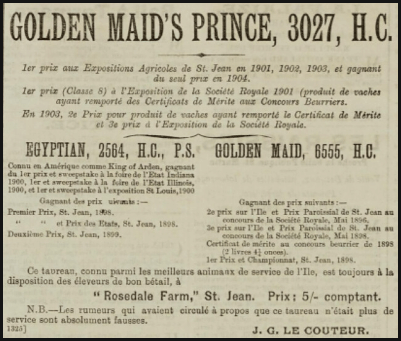 GOLDEN MAID'S PRINCE, 3027, H.C.
1er prix aux Expositions Agricoles de St. Jean en 1901, 1902, 1903, et gagnant
du seul prix en 1904.
1er prix (Classe 8) à l'Exposition de la Société Royale 1901 (produit de vaches
ayant remporté des Certificats de Mérite aux Concours Beurriers.
En 1903, 2e Prix pour produit de vaches ayant remporté le Certificat de Mérite
et 3e prix à l'Exposition de la Société Royale.
EGYPTIAN, 2564, H.C., P.S.
Connu en Amérique comme King of Arden, gagnant
du 1er prix et sweepstake à la foire de l'Etat Indiana
1900, 1er et sweepstake à la foire de l'Etat Illinois,
1900, et 1er et sweepstake à l'exposition St Louis, 1900
Gagnant des prix suivants :—
Premier Prix, St. Jean, 1898.
" " et Prix des Etats, St. Jean, 1898.
Deuxième Prix, St. Jean, 1899.
GOLDEN MAID, 6555, H.C.
Gagnant des prix suivants :—
2e prix sur l'Ile et Prix Paroissial de St. Jean au
concours de la Société Royale, Mai 1896.
3e prix sur l'Ile et Prix Paroissial de St. Jean au
concours de la Société Royale, Mai 1898.
Certificat de mérite au concours beurrier de 1898
(2 livres 4½ onces).
1er Prix et Championnat, St. Jean, 1898.
Ce taureau, connu parmi les meilleurs animaux de service de l'Ile, est toujours à la
disposition des éleveurs de bon bétail, à
"Rosedale Farm," St. Jean. Prix: 5/- comptant.
N.B.—Les rumeurs qui avaient circulé à propos que ce taureau n'était plus de
service sont absolument fausses.
1325] J. G. LE COUTEUR.